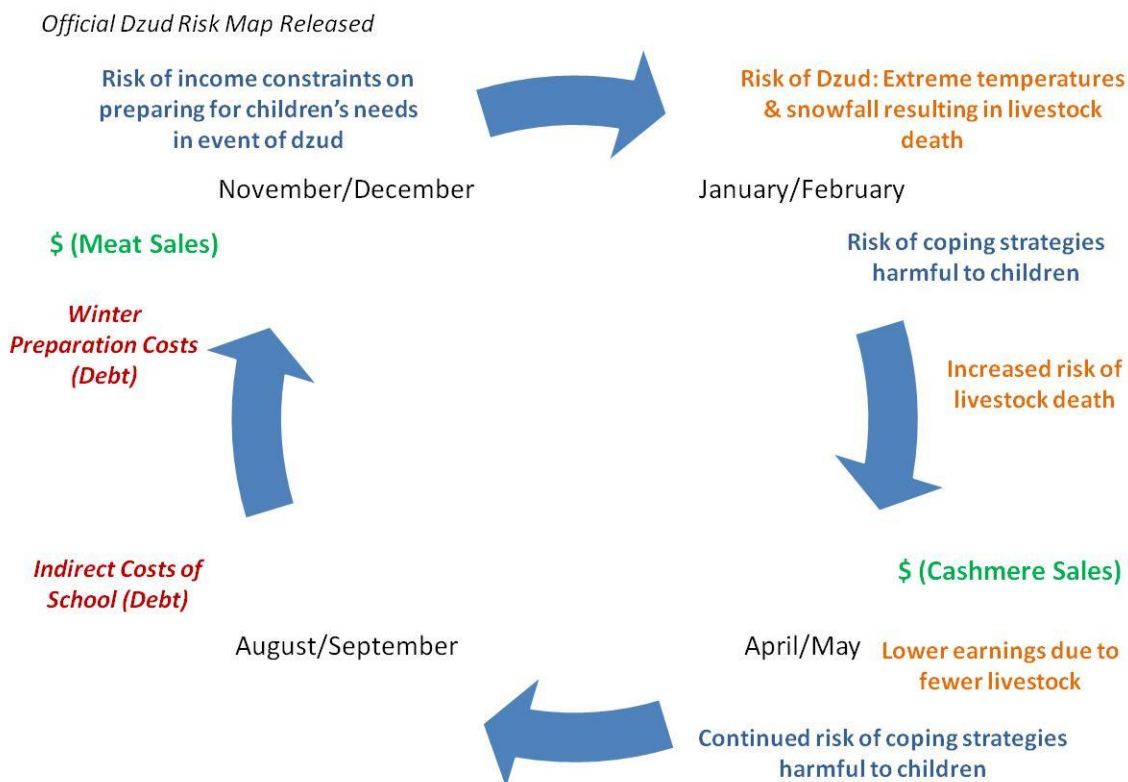 Official Dzud Risk Map Released
Risk of income constraints on
preparing for children’s needs
in event of dzud
November/December
Risk of Dzud: Extreme temperatures
& snowfall resulting in livestock
death
January/February
Risk of coping strategies
harmful to children
Increased risk of
livestock death
$ (Cashmere Sales)
April/May
Lower earnings due to
fewer livestock
Continued risk of coping strategies
harmful to children
August/September
Indirect Costs of
School (Debt)
Winter
Preparation Costs
(Debt)
$ (Meat Sales)